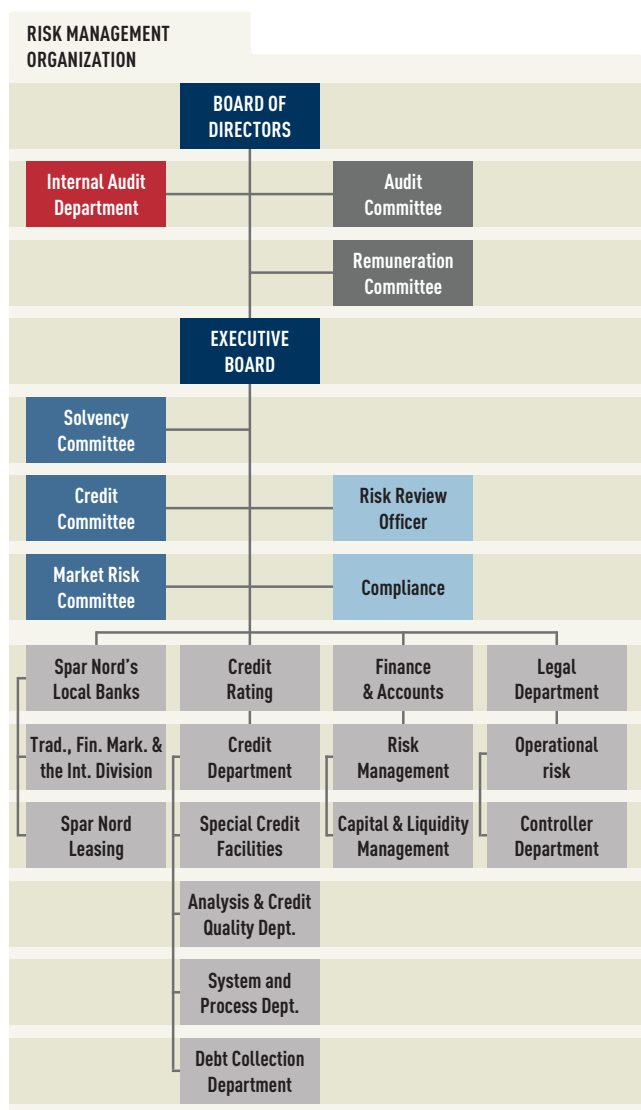 RISK MANAGEMENT
ORGANIZATION
BOARD OF
DIRECTORS
Internal Audit
Department
Audit
Committee
Remuneration
Committee
EXECUTIVE
BOARD
Solvency
Committee
Credit
Committee
Risk Review
Officer
Market Risk
Committee
Compliance
Spar Nord's
Local Banks
Credit
Rating
Finance
& Accounts
Legal
Department
Trad., Fin. Mark. &
the Int. Division
Credit
Department
Risk
Management
Operational
risk
Spar Nord
Leasing
Special Credit
Facilities
Capital & Liquidity
Management
Controller
Department
Analysis & Credit
Quality Dept.
System and
Process Dept.
Debt Collection
Department